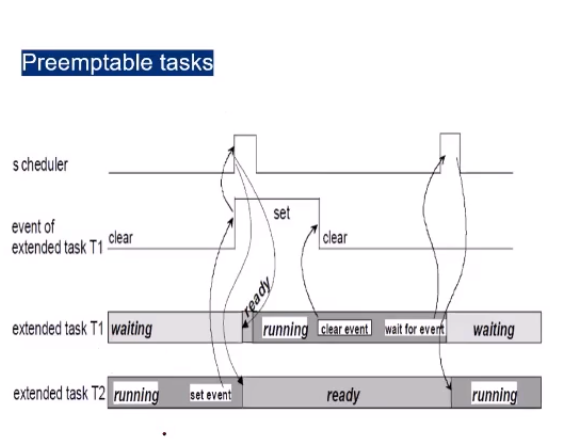 Preemptable tasks
scheduler
event of
extended task T1
clear
set
clear
ready
extended task T1
waiting
running
clear event
wait for event
waiting
extended task T2
running
set event
ready
running